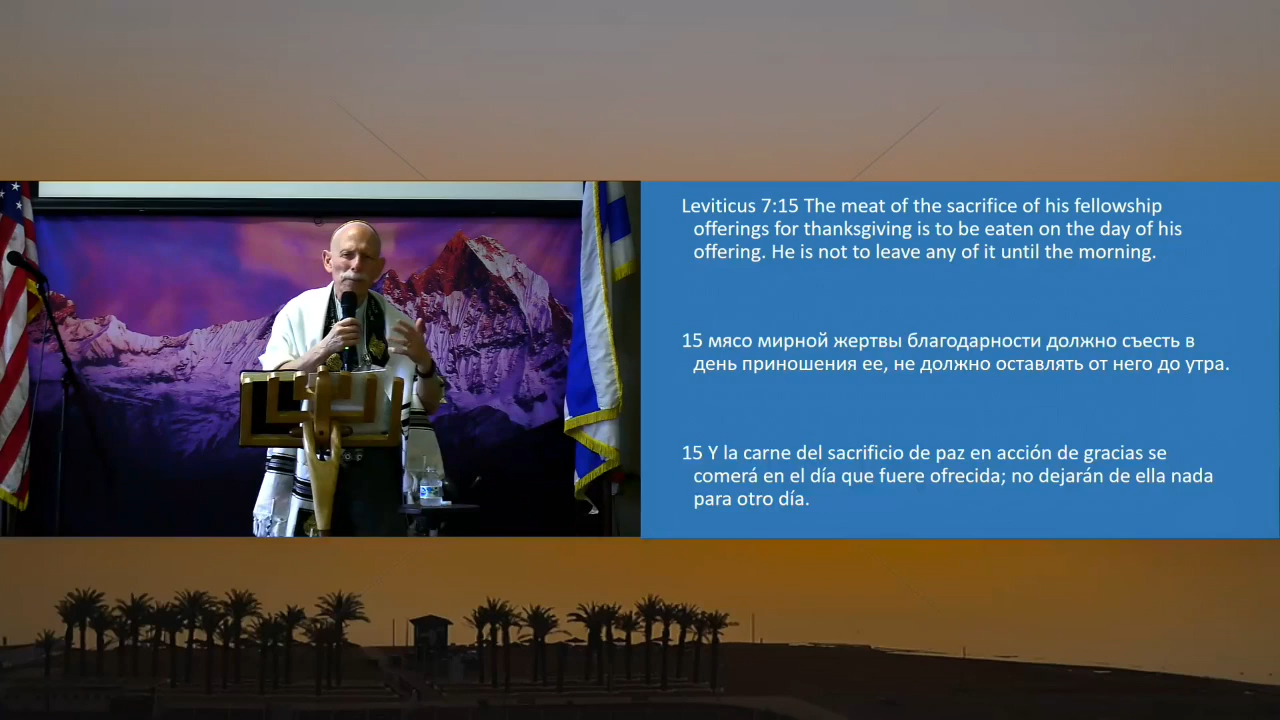 Leviticus 7:15 The meat of the sacrifice of his fellowship
offerings for thanksgiving is to be eaten on the day of his
offering. He is not to leave any of it until the morning.
15 мясо мирной жертвы благодарности должно съесть в
день приношения ее, не должно оставлять от него до утра.
15 Y la carne del sacrificio de paz en acción de gracias se
comerá en el día que fuere ofrecida; no dejarán de ella nada
para otro día.